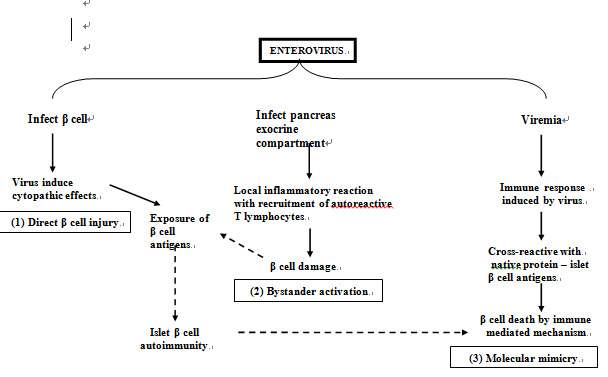 ENTEROVIRUS.
Infect β cell
Infect pancreas
exocrine
compartment
Viremia
Virus induce
cytopathic effects.
(1) Direct β cell injury.
Local inflammatory reaction
with recruitment of autoreactive
T lymphocytes.
Immune response
induced by virus.
Exposure of
β cell
antigens.
β cell damage.
(2) Bystander activation.
Cross-reactive with
native protein – islet
β cell antigens.
Islet β cell
autoimmunity.
β cell death by immune
mediated mechanism.
(3) Molecular mimicry.